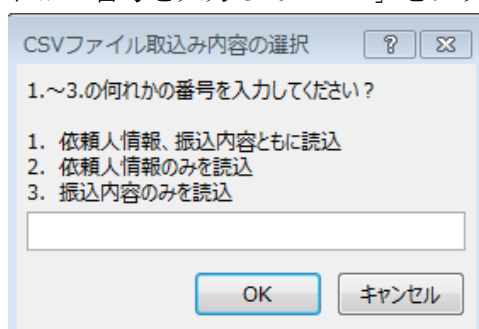 CSVファイル取込み内容の選択
1.～3.の何れかの番号を入力してください?
1. 依頼人情報、振込内容ともに読込
2. 依頼人情報のみを読込
3. 振込内容のみを読込
OK キャンセル